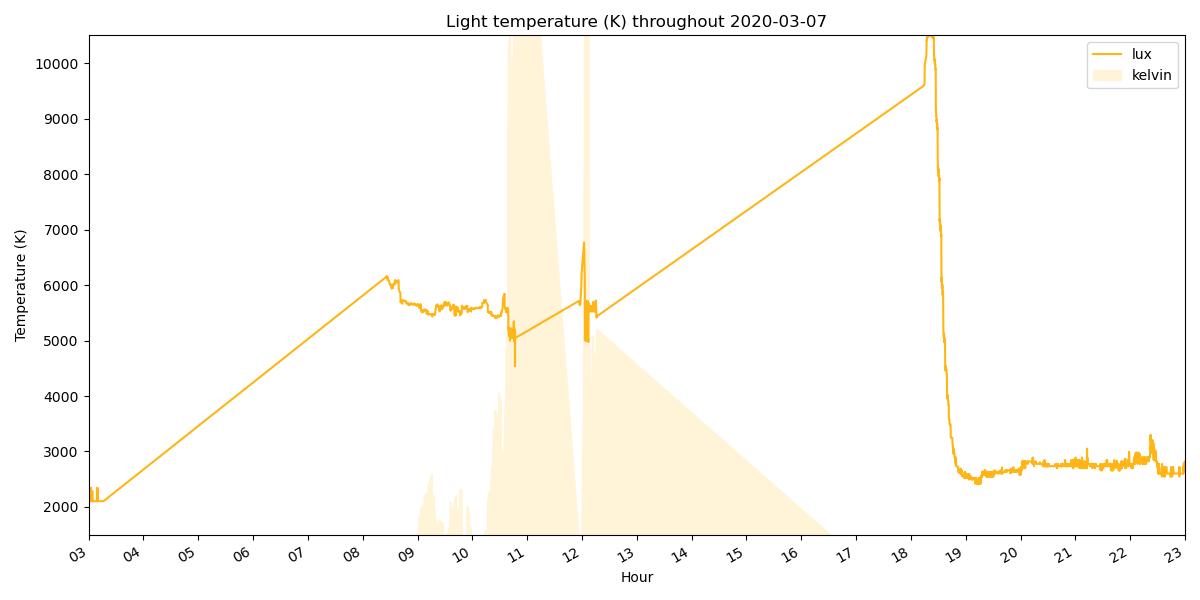 Light temperature (K) throughout 2020-03-07
lux
kelvin
Temperature (K)
10000
9000
8000
7000
6000
5000
4000
3000
2000
03 04 05 06 07 08 09 10 11 12 13 14 15 16 17 18 19 20 21 22 23
Hour